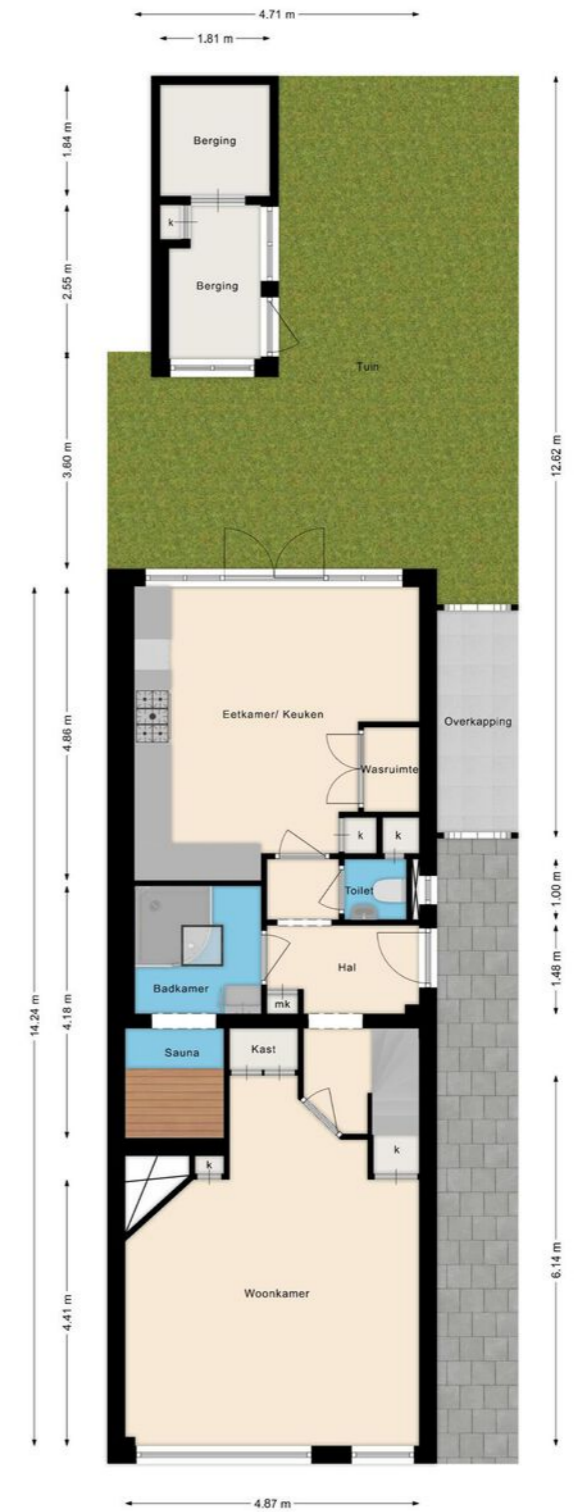 4.71 m
1.81 m
1.84 m
Berging
k
2.55 m
Berging
Tuin
3.60 m
12.62 m
Eetkamer/ Keuken
Overkapping
4.86 m
Wasruimte
k
k
Toilet
1.00 m
Hal
1.48 m
Badkamer
mk
14.24 m
4.18 m
Sauna
Kast
k
k
6.14 m
Woonkamer
4.41 m
4.87 m